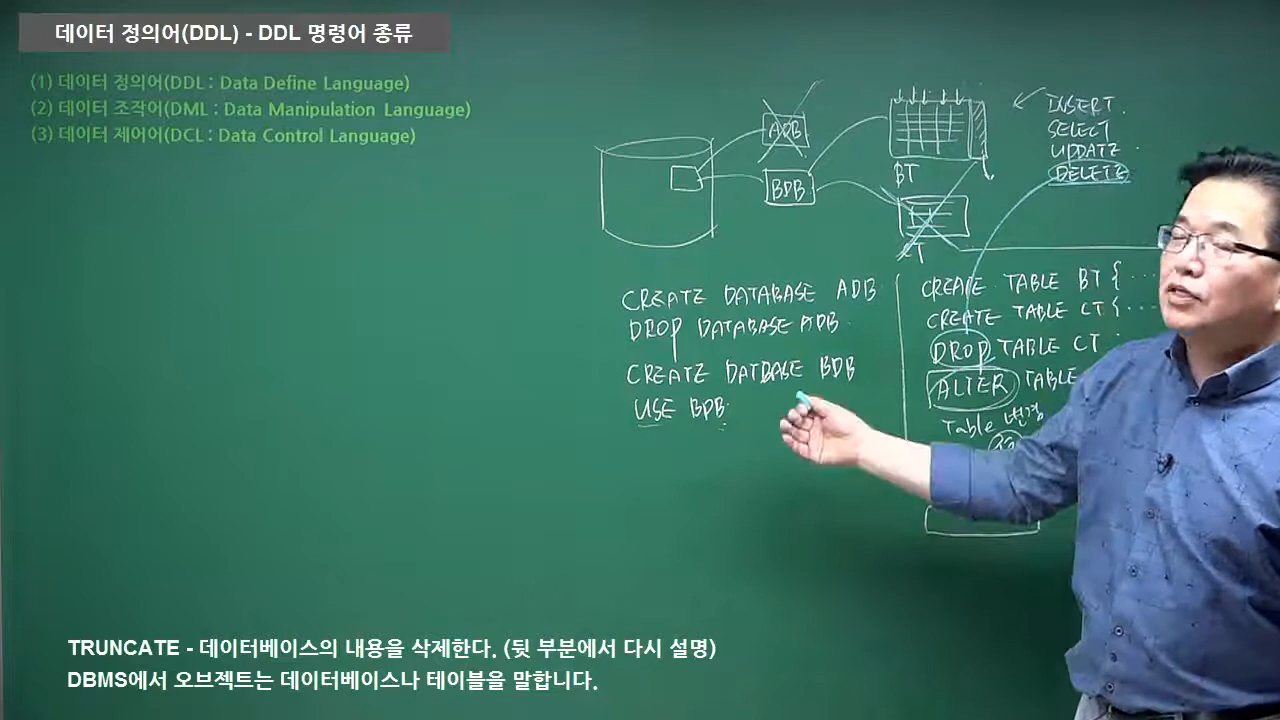 데이터 정의어(DDL) - DDL 명령어 종류
(1) 데이터 정의어(DDL : Data Define Language)
(2) 데이터 조작어(DML : Data Manipulation Language)
(3) 데이터 제어어(DCL : Data Control Language)
ADB
BDB
BT
CT
INSERT
SELECT
UPDATE
DELETE
CREATE DATABASE ADB
DROP DATABASE ADB
CREATE DATBASE BDB
USE BDB
CREATE TABLE BT { ...
CREATE TABLE CT { ...
DROP TABLE CT
ALTER TABLE
Table 변경
TRUNCATE - 데이터베이스의 내용을 삭제한다. (뒷 부분에서 다시 설명)
DBMS에서 오브젝트는 데이터베이스나 테이블을 말합니다.